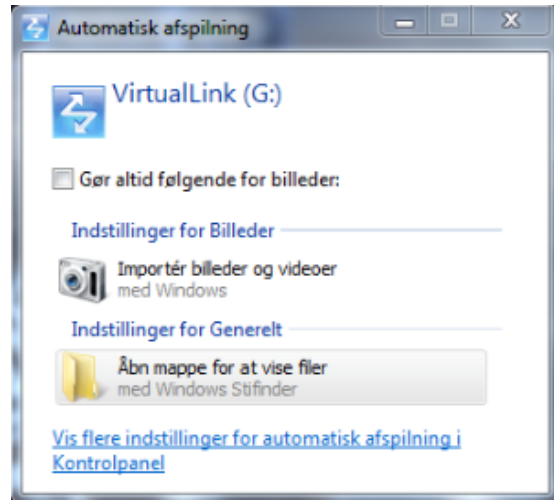 Automatisk afspilning
VirtualLink (G:)
Gør altid følgende for billeder:
Indstillinger for Billeder
Importér billeder og videoer
med Windows
Indstillinger for Generelt
Åbn mappe for at vise filer
med Windows Stifinder
Vis flere indstillinger for automatisk afspilning i
Kontrolpanel